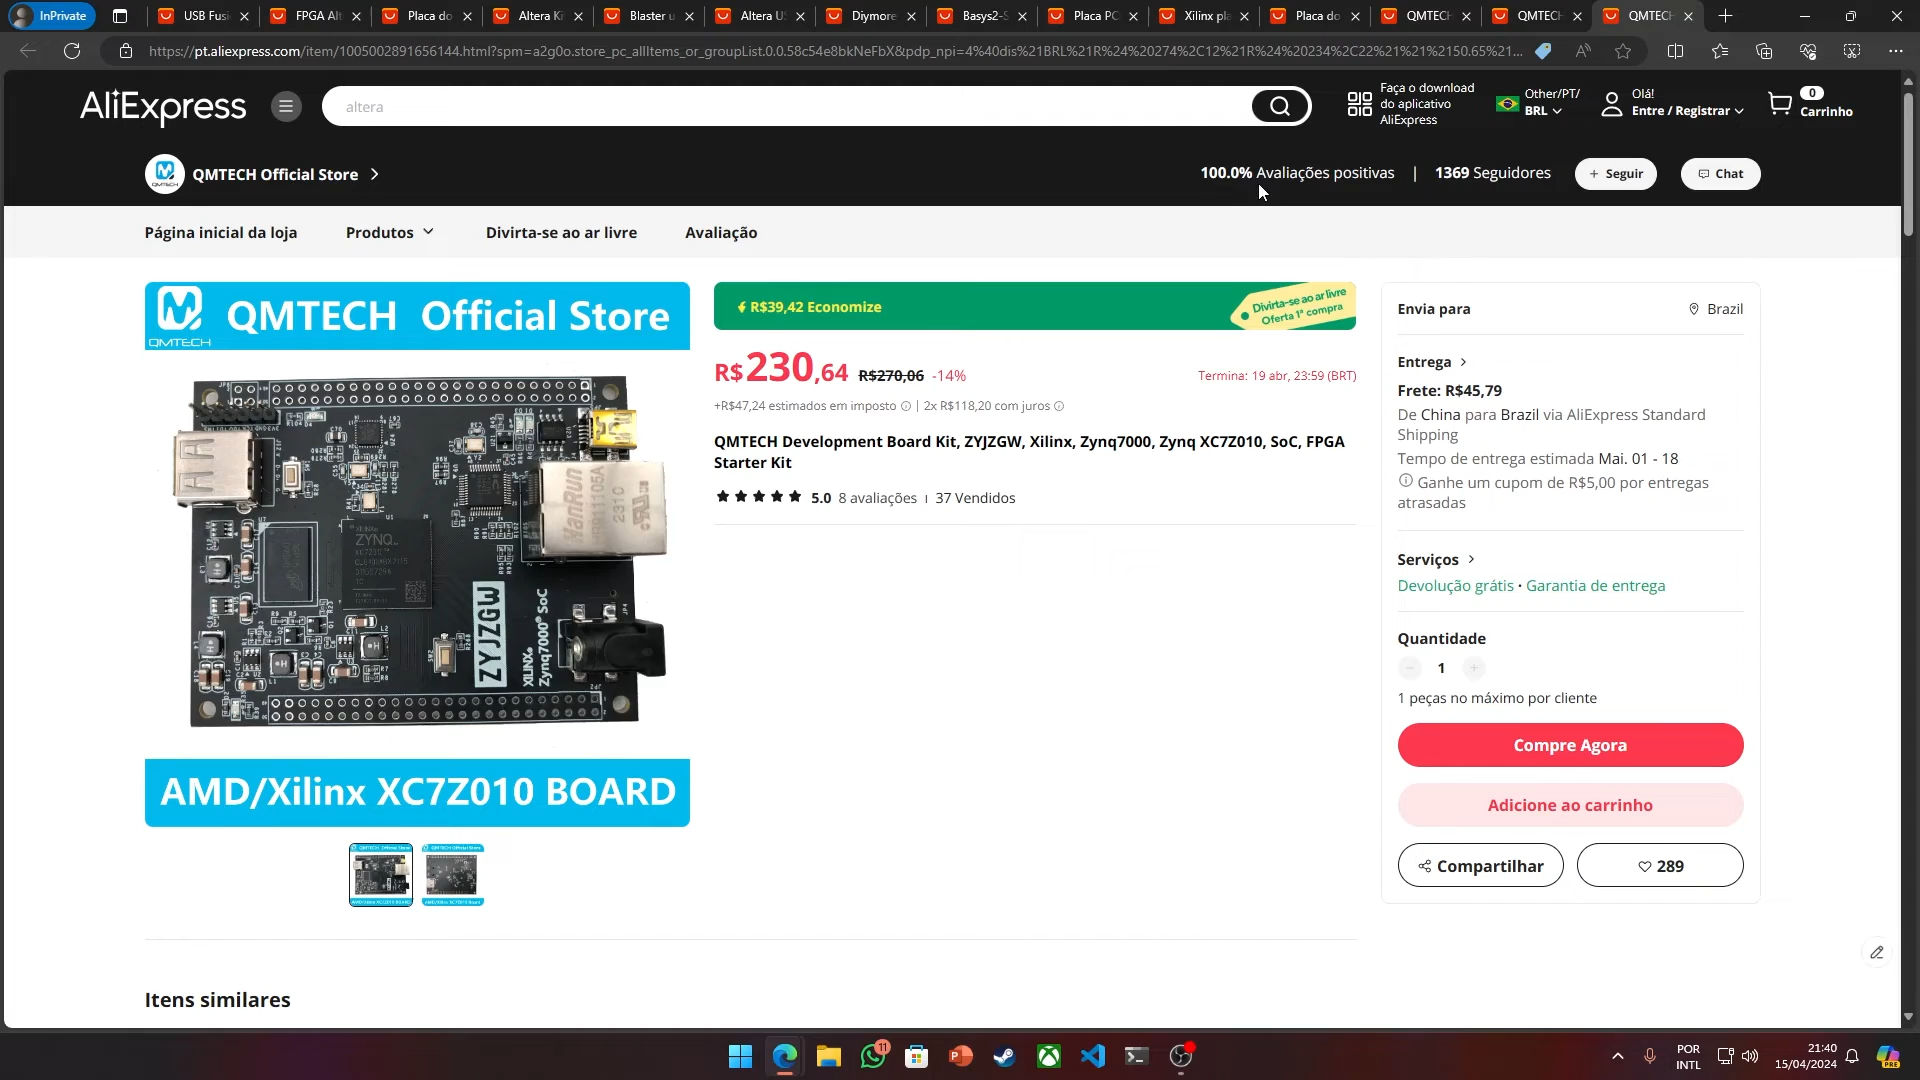 InPrivate
USB Fus
FPGA Alt
Placa do
Altera Ki
Blaster u
Altera US
Diymore
Basys2-S
Placa PC
Xilinx pl
Placa do
QMTECH
QMTECH
QMTECH
https://pt.aliexpress.com/item/1005002891656144.html?spm=a2g0o.store_pc_allItems_or_groupList.0.0.58c54e8bkNeFbX&pdp_npi=4%40dis%21BRL%21R%24%20274%2C12%21R%24%20234%2C22%21%21%2150.65%21...
AliExpress
altera
Faça o download
do aplicativo
AliExpress
Other/PT/
BRL
Olá!
Entre / Registrar
0
Carrinho
QMTECH Official Store
100.0% Avaliações positivas | 1369 Seguidores
+ Seguir
Chat
Página inicial da loja
Produtos
Divirta-se ao ar livre
Avaliação
QMTECH Official Store
QMTECH
ZYNQ
HanRun
2310
ZYJZGW
XILINX
Zynq7000 SoC
AMD/Xilinx XC7Z010 BOARD
R$39,42 Economize
Divirta-se ao ar livre
Oferta 1ª compra
R$230,64 R$270,06 -14%
Termina: 19 abr, 23:59 (BRT)
+R$47,24 estimados em imposto | 2x R$118,20 com juros
QMTECH Development Board Kit, ZYJZGW, Xilinx, Zynq7000, Zynq XC7Z010, SoC, FPGA
Starter Kit
5.0 8 avaliações | 37 Vendidos
Envia para
Brazil
Entrega
Frete: R$45,79
De China para Brazil via AliExpress Standard
Shipping
Tempo de entrega estimada Mai. 01 - 18
Ganhe um cupom de R$5,00 por entregas
atrasadas
Serviços
Devolução grátis • Garantia de entrega
Quantidade
− 1 +
1 peças no máximo por cliente
Compre Agora
Adicione ao carrinho
Compartilhar
289
Itens similares
11
POR
INTL
21:40
15/04/2024
PRE